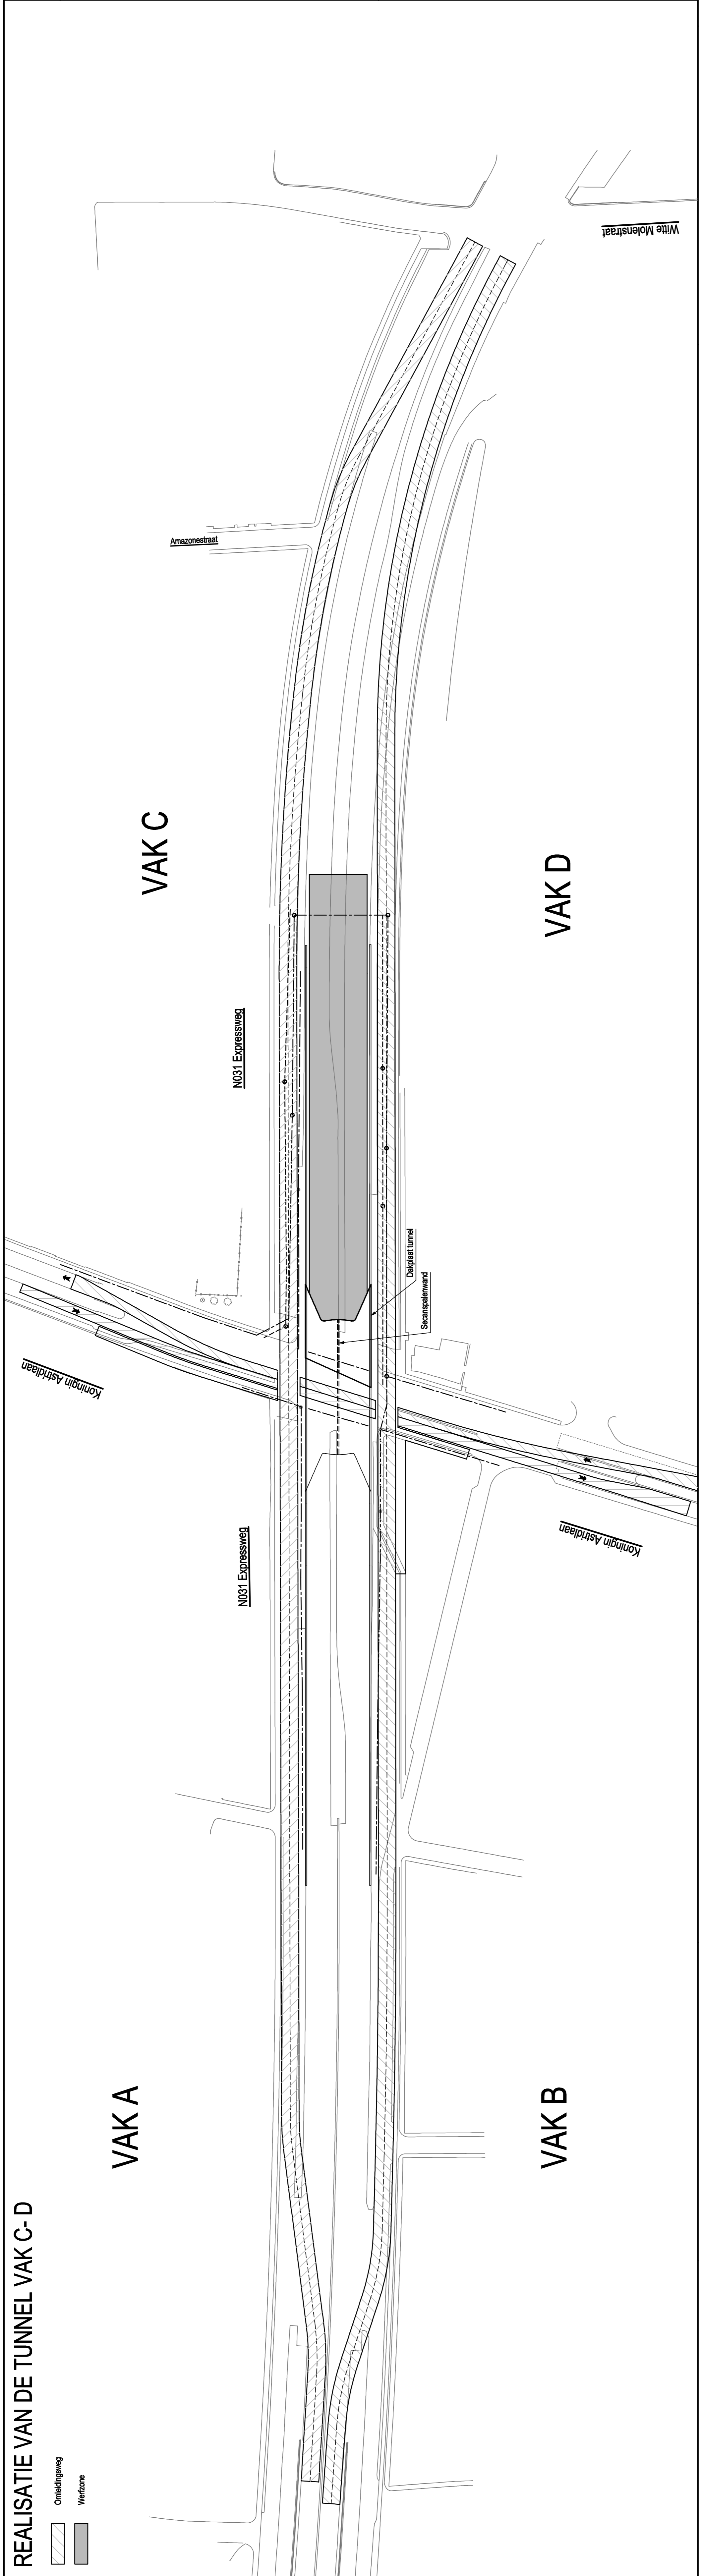 REALISATIE VAN DE TUNNEL VAK C- D
Omleidingsweg
Werfzone
VAK A
VAK B
N031 Expressweg
Koningin Astridlaan
Koningin Astridlaan
Secanspalenwand
Dakplaat tunnel
N031 Expressweg
VAK C
VAK D
Amazonestraat
Witte Molenstraat